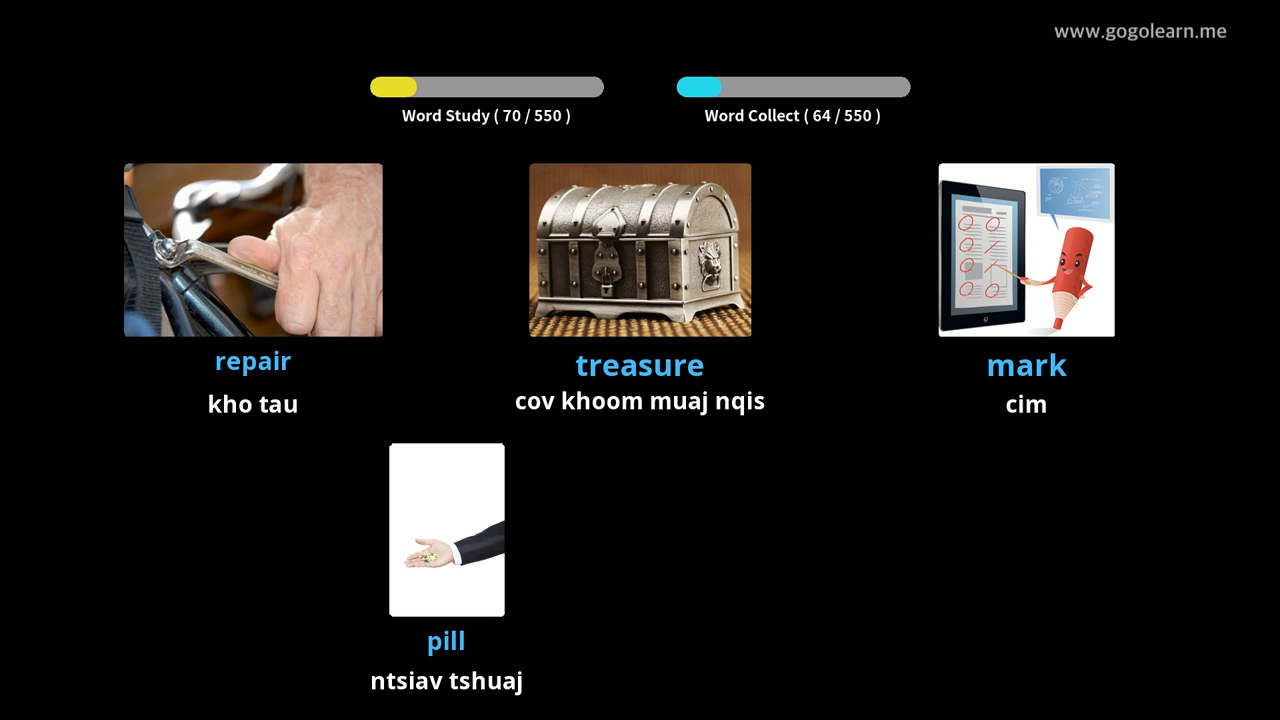 www.gogolearn.me
Word Study ( 70 / 550 )
Word Collect ( 64 / 550 )
repair
kho tau
treasure
cov khoom muaj nqis
mark
cim
pill
ntsiav tshuaj